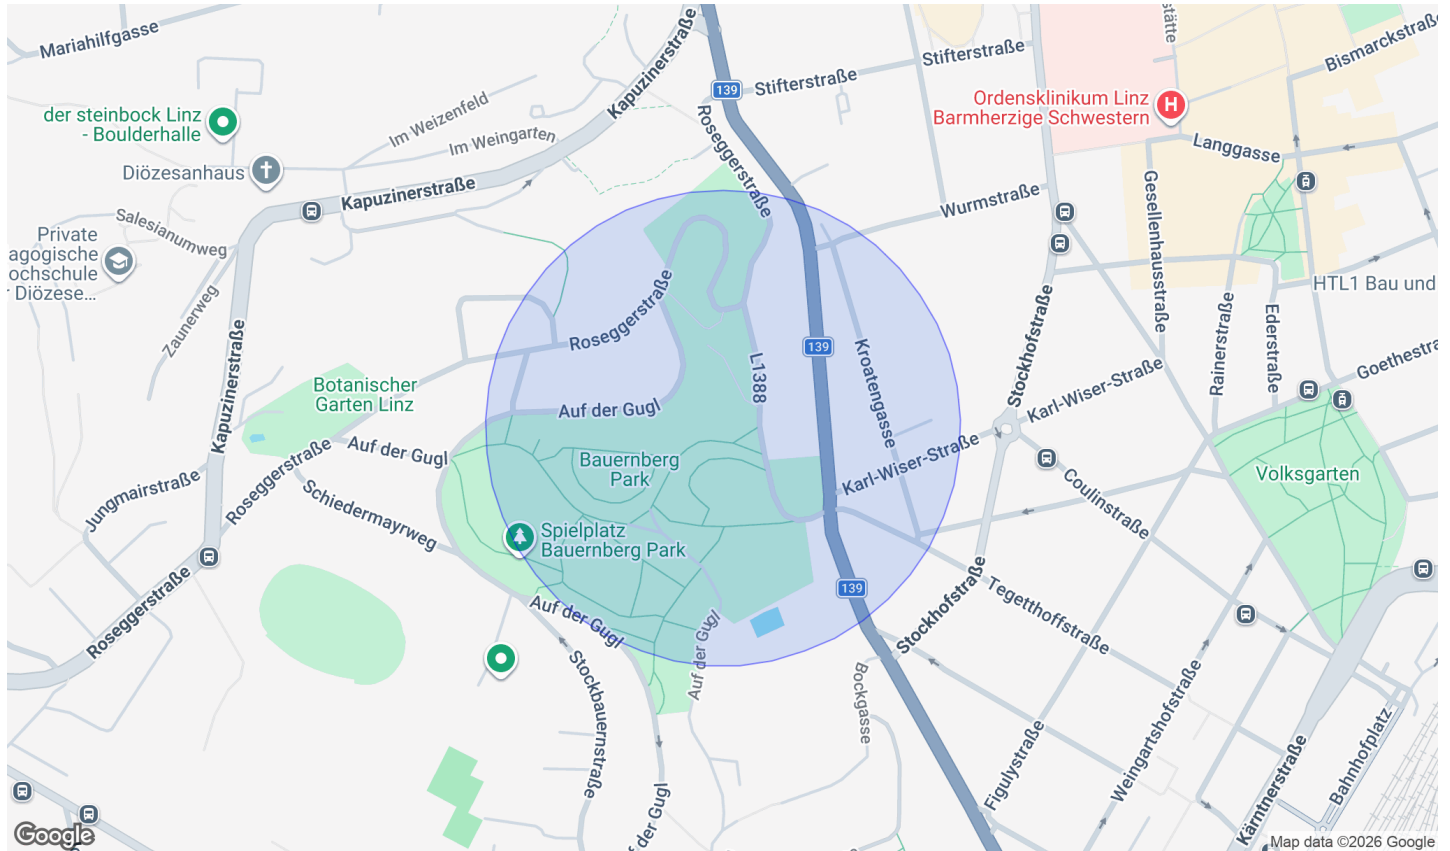 Mariahilfgasse
Kapuzinerstraße
139
Stifterstraße
Stifterstraße
Bismarckstraße
der steinbock Linz
- Boulderhalle
Im Weizenfeld
Im Weingarten
Roseggerstraße
Ordensklinikum Linz
Barmherzige Schwestern
H
Langgasse
Diözesanhaus
Kapuzinerstraße
Wurmstraße
Gesellenhausstraße
Salesianumweg
Private
agogische
ochschule
r Diözese...
Zaunerweg
Kapuzinerstraße
Roseggerstraße
139
L1388
Kroatengasse
Stockhofstraße
Rainerstraße
Ederstraße
HTL1 Bau und
Goethestra
Botanischer
Garten Linz
Auf der Gugl
Karl-Wiser-Straße
Auf der Gugl
Bauernberg
Park
Karl-Wiser-Straße
Volksgarten
Jungmairstraße
Roseggerstraße
Schiedermayrweg
Coulinstraße
Spielplatz
Bauernberg Park
139
Roseggerstraße
Auf der Gugl
Auf der Gugl
Stockhofstraße
Tegetthoffstraße
Stockbauernstraße
Bockgasse
Figulystraße
Weingartshofstraße
Kärntnerstraße
Bahnhofplatz
f der Gugl
Google
Map data ©2026 Google